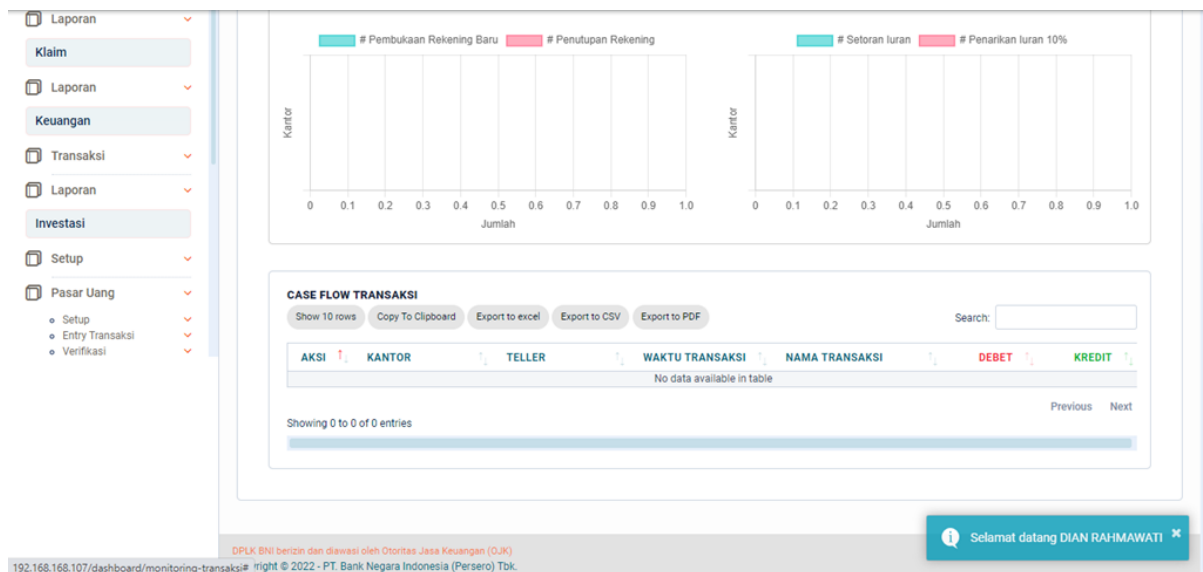 Laporan
Klaim
Laporan
Keuangan
Transaksi
Laporan
Investasi
Setup
Pasar Uang
Setup
Entry Transaksi
Verifikasi
# Pembukaan Rekening Baru # Penutupan Rekening
Kantor
0 0.1 0.2 0.3 0.4 0.5 0.6 0.7 0.8 0.9 1.0
Jumlah
# Setoran Iuran # Penarikan Iuran 10%
Kantor
0 0.1 0.2 0.3 0.4 0.5 0.6 0.7 0.8 0.9 1.0
Jumlah
CASE FLOW TRANSAKSI
Show 10 rows Copy To Clipboard Export to excel Export to CSV Export to PDF Search:
AKSI KANTOR TELLER WAKTU TRANSAKSI NAMA TRANSAKSI DEBET KREDIT
No data available in table
Previous Next
Showing 0 to 0 of 0 entries
Selamat datang DIAN RAHMAWATI
DPLK BNI berizin dan diawasi oleh Otoritas Jasa Keuangan (OJK)
192.168.168.107/dashboard/monitoring-transaksi# right © 2022 - PT. Bank Negara Indonesia (Persero) Tbk.